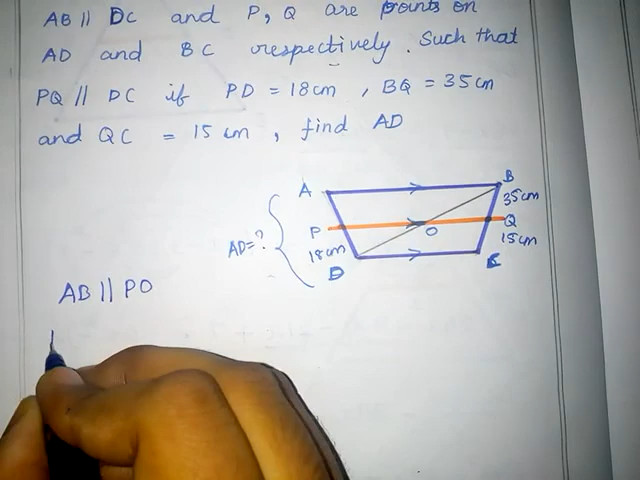 AB || DC and P, Q are points on
AD and BC respectively. Such that
PQ || DC if PD = 18cm, BQ = 35cm
and QC = 15 cm, find AD
A
B
35cm
P
O
Q
AD=?
18cm
15cm
D
C
AB || PO